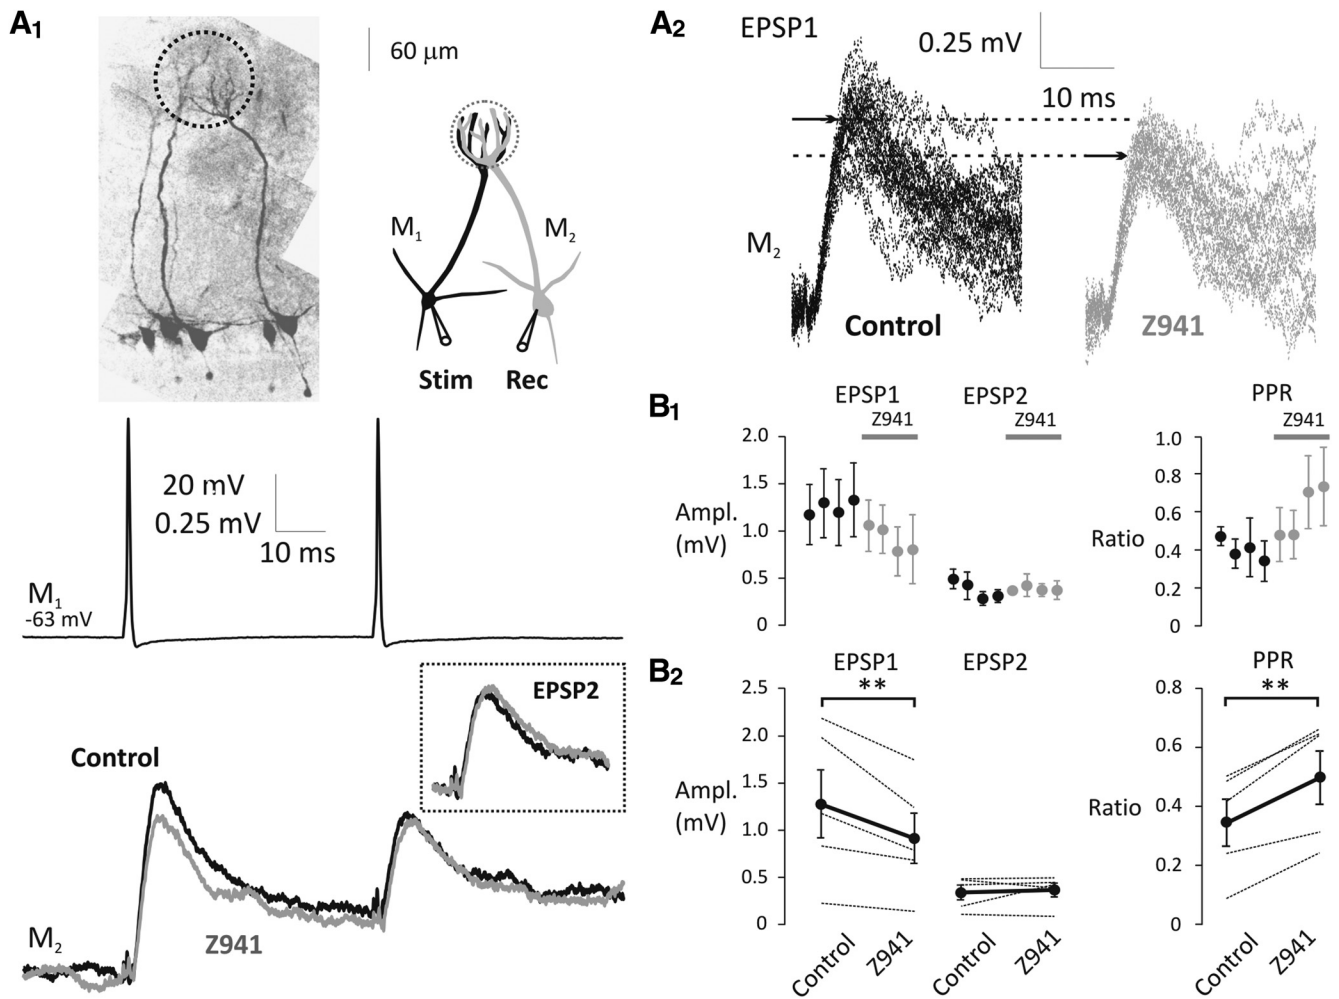 A1
60 μm
M1
M2
Stim
Rec
20 mV
0.25 mV
10 ms
M1
-63 mV
EPSP2
Control
M2
Z941
A2
EPSP1
0.25 mV
10 ms
M2
Control
Z941
B1
EPSP1
Z941
EPSP2
Z941
PPR
Z941
Ampl.
(mV)
2.0
1.5
1.0
0.5
0
Ratio
1.0
0.8
0.6
0.4
0.2
0
B2
EPSP1
**
EPSP2
PPR
**
Ampl.
(mV)
2.5
2.0
1.5
1.0
0.5
0
Control
Z941
Control
Z941
Ratio
0.8
0.6
0.4
0.2
0
Control
Z941